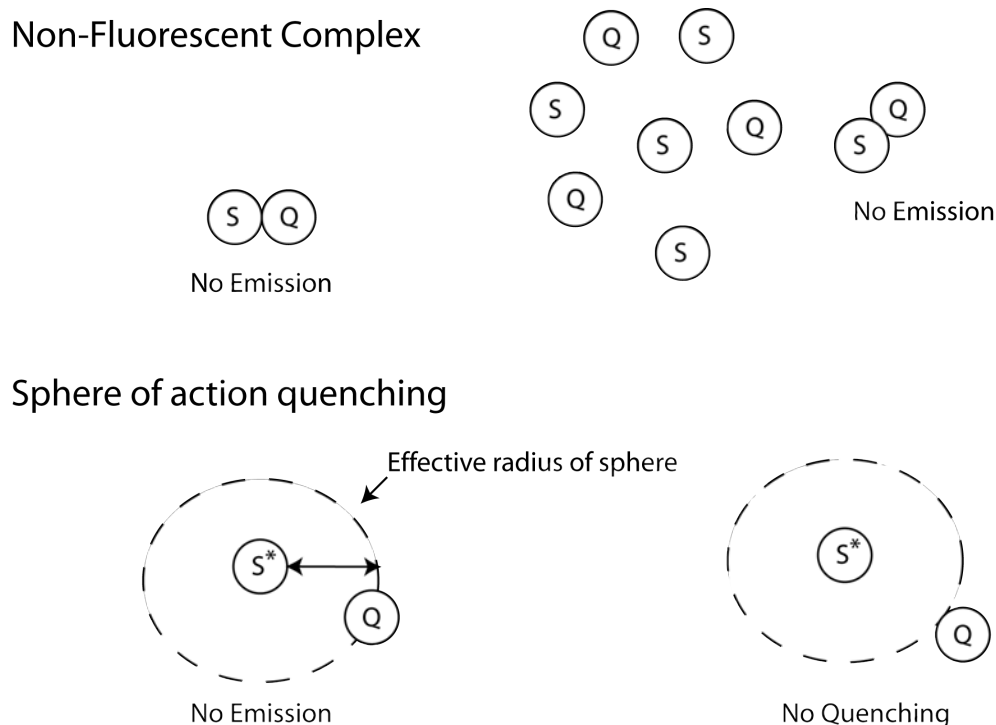 Non-Fluorescent Complex
Q
S
S
Q
Q
S
S
Q
S
No Emission
S
Q
No Emission
Sphere of action quenching
Effective radius of sphere
S*
Q
No Emission
S*
Q
No Quenching